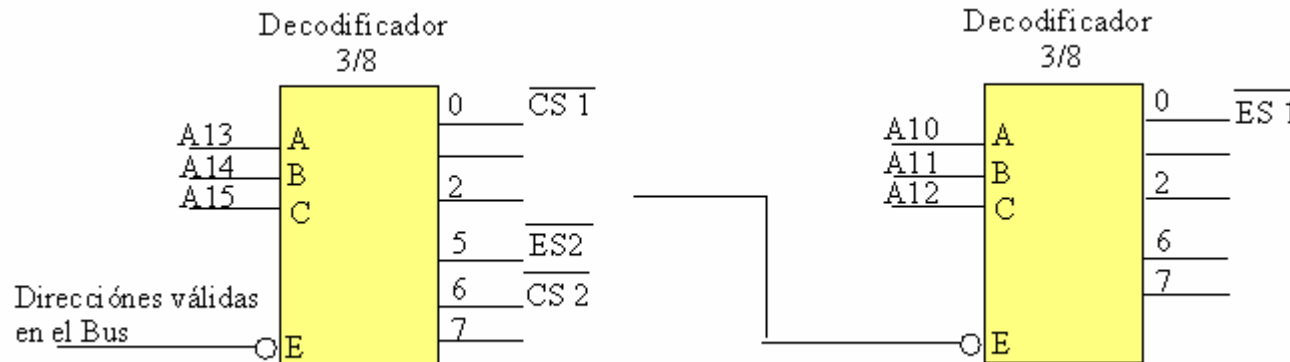 Decodificador
3/8
0
CS 1
A13
A
A14
B
2
A15
C
5
ES2
6
CS 2
Direcciónes válidas
en el Bus
7
E
Decodificador
3/8
0
ES 1
A10
A
A11
B
2
A12
C
6
7
E